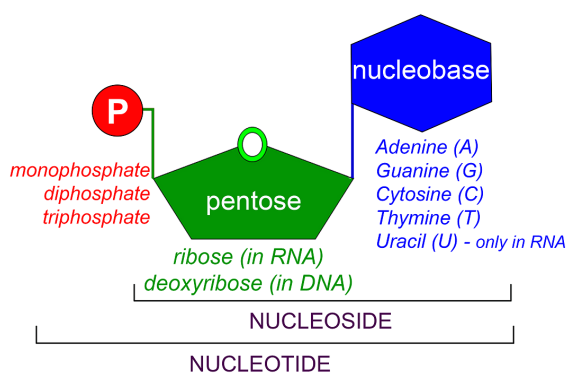 nucleobase
P
Adenine (A)
Guanine (G)
Cytosine (C)
Thymine (T)
Uracil (U) - only in RNA
monophosphate
diphosphate
triphosphate
pentose
ribose (in RNA)
deoxyribose (in DNA)
NUCLEOSIDE
NUCLEOTIDE